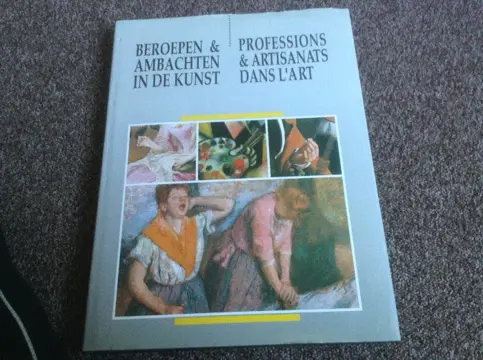 BEROEPEN &
AMBACHTEN
IN DE KUNST
PROFESSIONS
& ARTISANATS
DANS L'ART